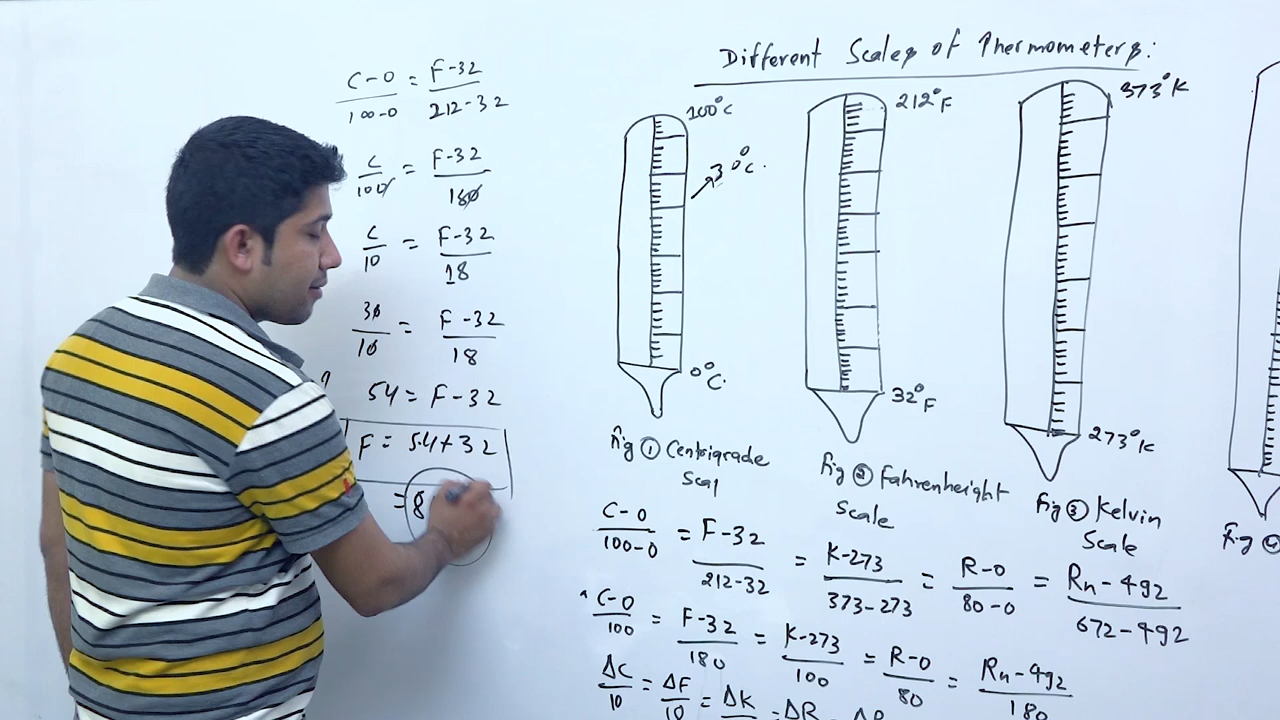 Different Scales of Thermometers:
C-0/100-0 = F-32/212-32
C/100 = F-32/180
C/10 = F-32/18
30/10 = F-32/18
54 = F-32
F = 54+32
= 8
100°C
3 0°C.
0°C.
Fig ① Centigrade
Scal
212°F
32°F
Fig ② Fahrenheight
Scale
373°K
273°K
Fig ③ Kelvin
Scale
Fig ④
C-0/100-0 = F-32/212-32 = K-273/373-273 = R-0/80-0 = Rn-492/672-492
C-0/100 = F-32/180 = K-273/100 = R-0/80 = Rn-492/180
ΔC/10 = ΔF/10 = ΔK = ΔR